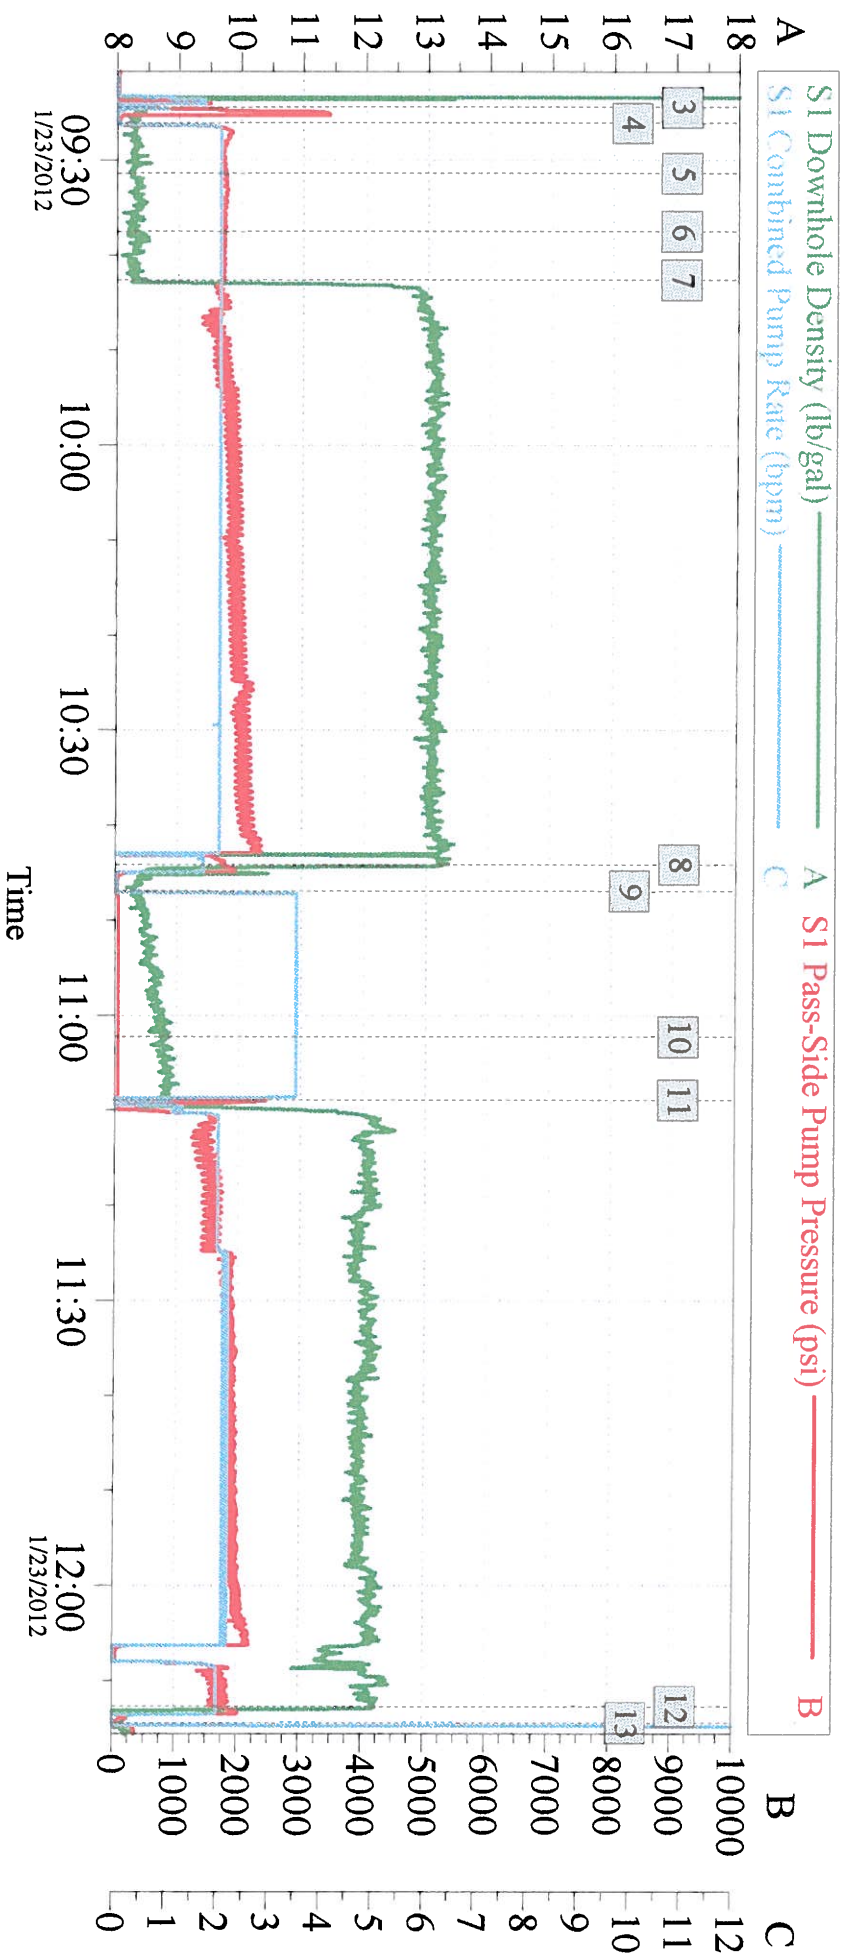 S1 Downhole Density (lb/gal) A S1 Pass-Side Pump Pressure (psi) B
S1 Combined Pump Rate (bpm) C
A B C
18 10000 12
17 9000 11
16 8000 10
15 7000 9
14 6000 8
13 5000 7
12 4000 6
11 3000 5
10 2000 4
9 1000 3
8 0 2
1
0
3 4 5 6 7 8 9 10 11 12 13
09:30 10:00 10:30 11:00 11:30 12:00
1/23/2012 1/23/2012
Time